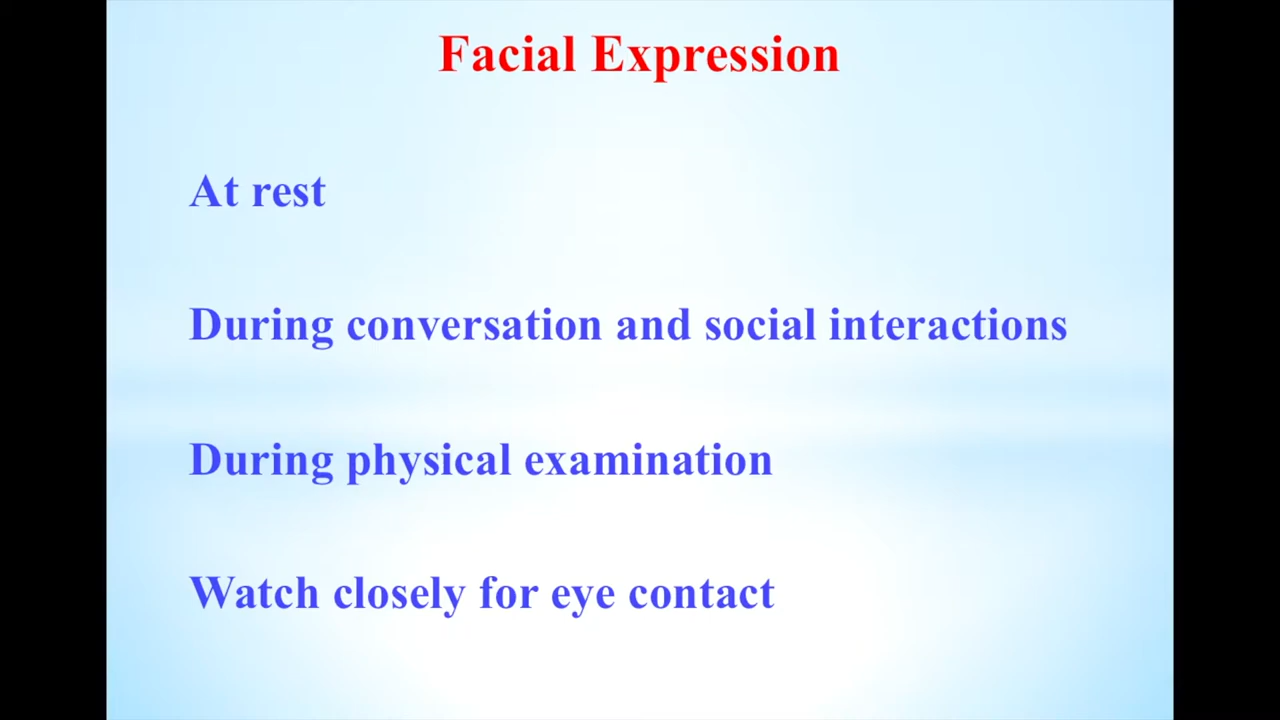 Facial Expression
At rest
During conversation and social interactions
During physical examination
Watch closely for eye contact